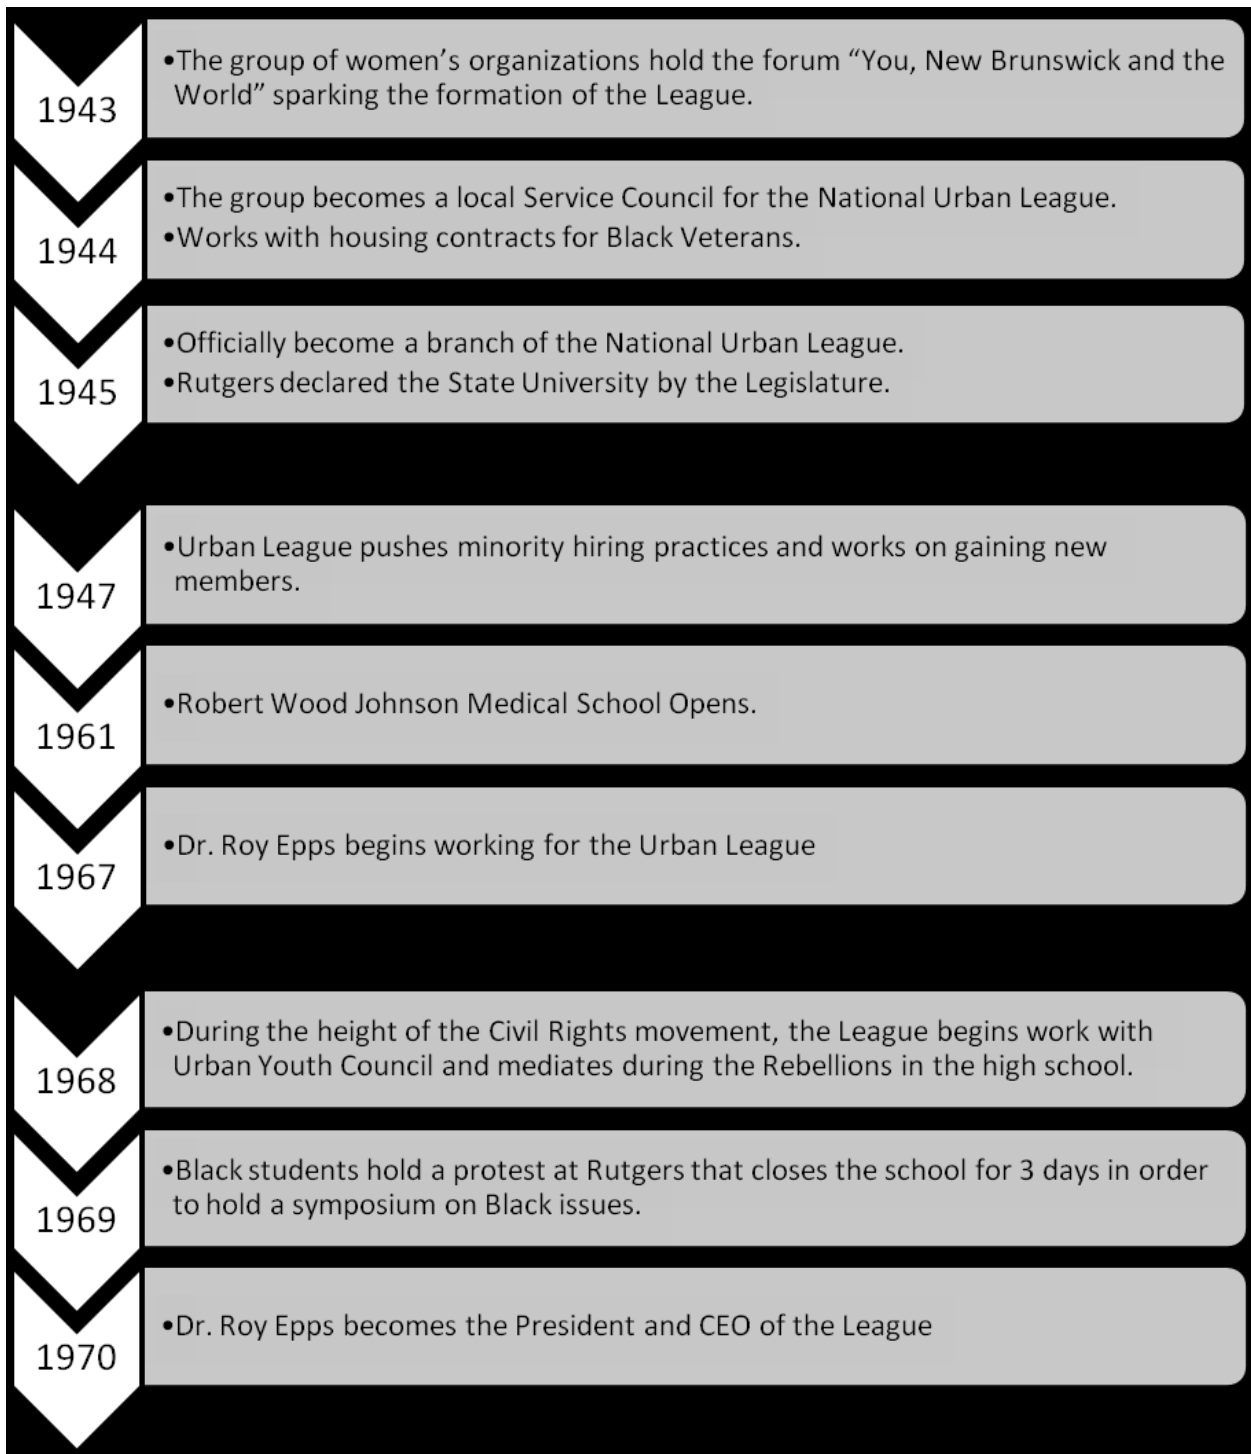 1943
•The group of women’s organizations hold the forum “You, New Brunswick and the
World” sparking the formation of the League.
1944
•The group becomes a local Service Council for the National Urban League.
•Works with housing contracts for Black Veterans.
1945
•Officially become a branch of the National Urban League.
•Rutgers declared the State University by the Legislature.
1947
•Urban League pushes minority hiring practices and works on gaining new
members.
1961
•Robert Wood Johnson Medical School Opens.
1967
•Dr. Roy Epps begins working for the Urban League
1968
•During the height of the Civil Rights movement, the League begins work with
Urban Youth Council and mediates during the Rebellions in the high school.
1969
•Black students hold a protest at Rutgers that closes the school for 3 days in order
to hold a symposium on Black issues.
1970
•Dr. Roy Epps becomes the President and CEO of the League